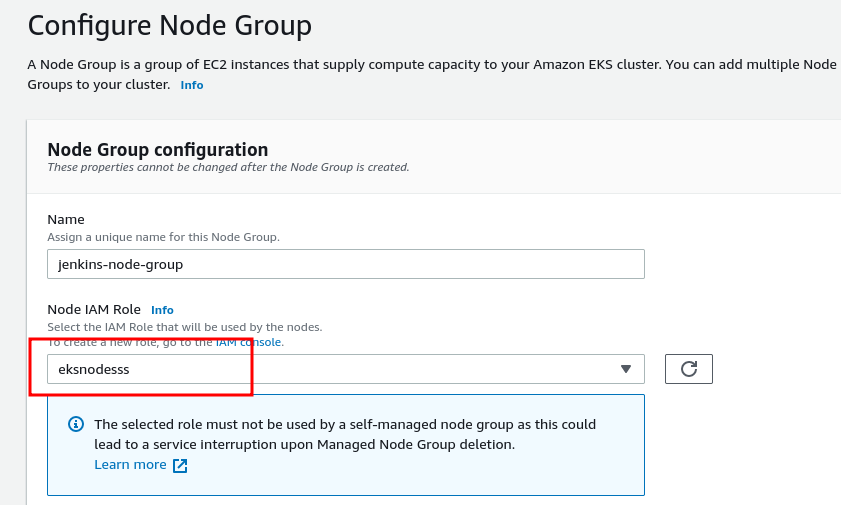 Configure Node Group
A Node Group is a group of EC2 instances that supply compute capacity to your Amazon EKS cluster. You can add multiple Node
Groups to your cluster. Info
Node Group configuration
These properties cannot be changed after the Node Group is created.
Name
Assign a unique name for this Node Group.
jenkins-node-group
Node IAM Role Info
Select the IAM Role that will be used by the nodes.
To create a new role, go to the IAM console.
eksnodesss
The selected role must not be used by a self-managed node group as this could
lead to a service interruption upon Managed Node Group deletion.
Learn more